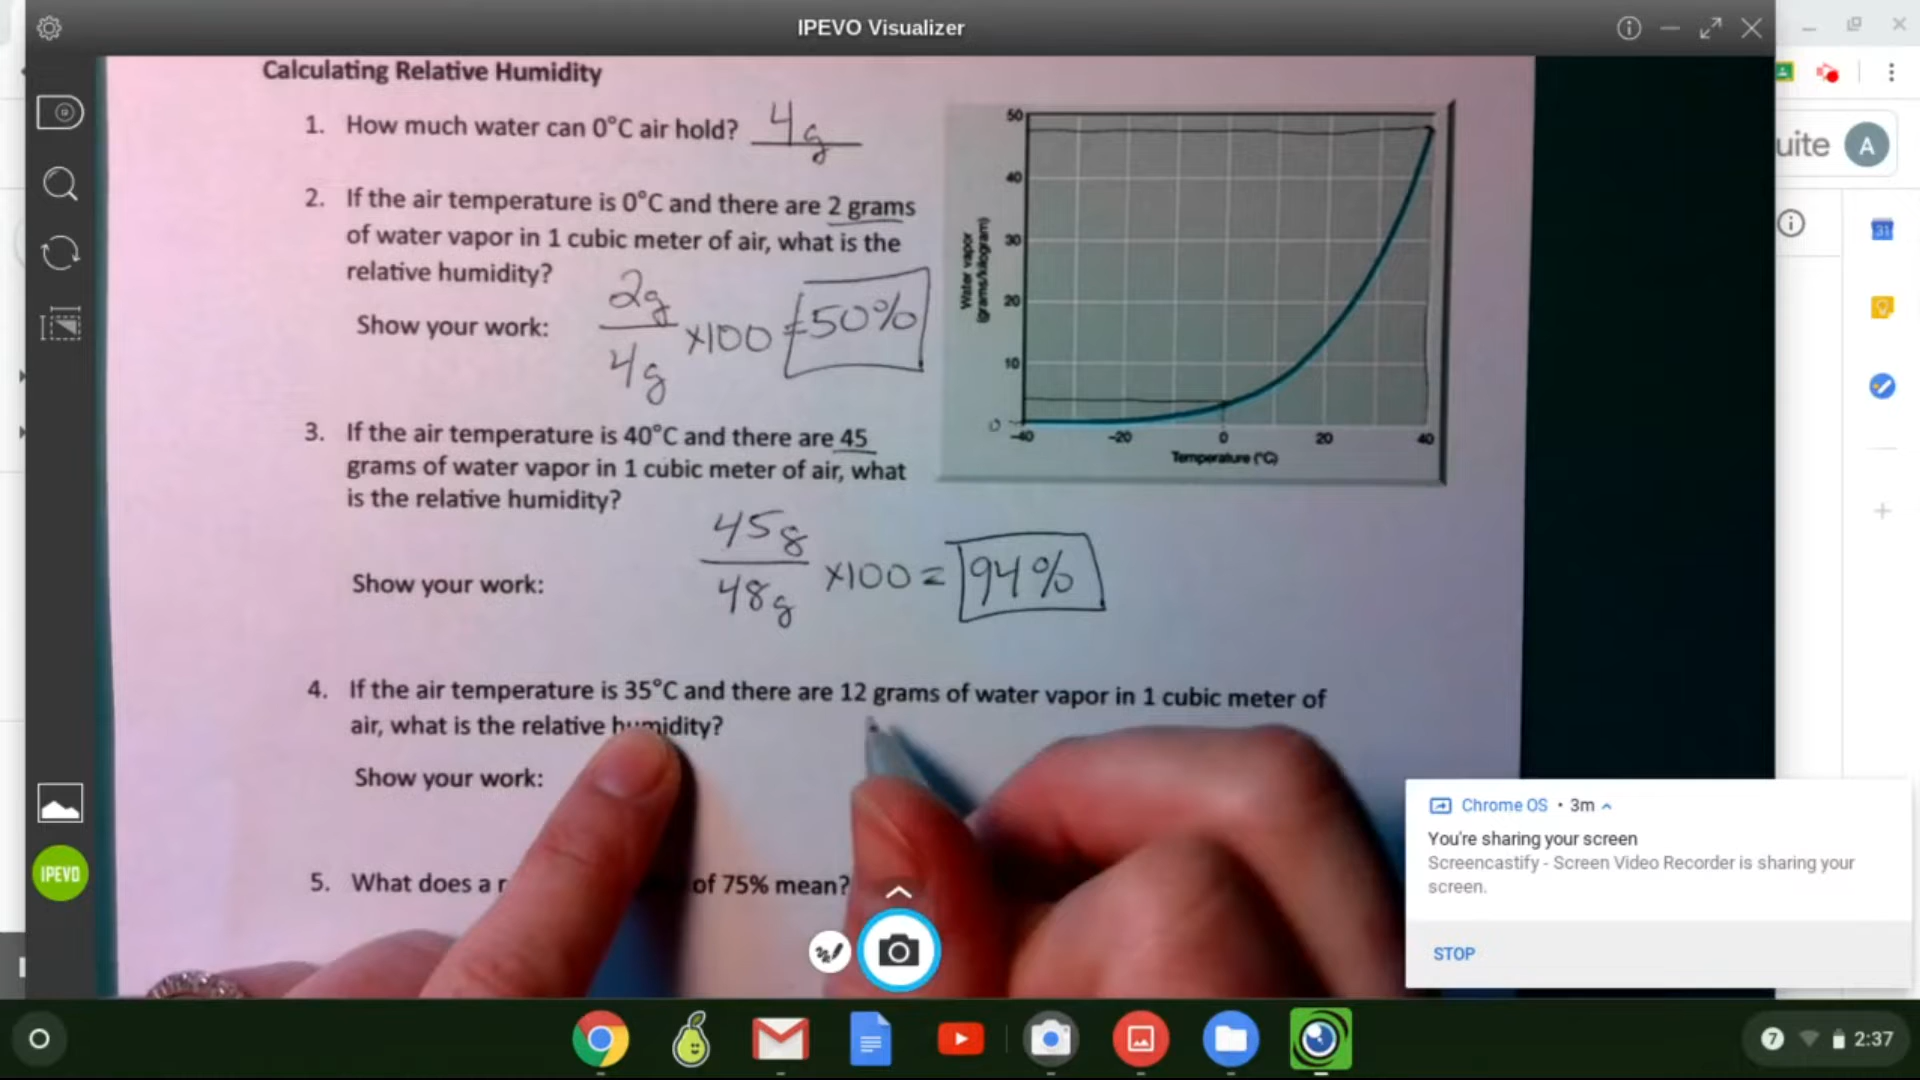 IPEVO Visualizer
Calculating Relative Humidity
1. How much water can 0°C air hold? 4g
2. If the air temperature is 0°C and there are 2 grams
of water vapor in 1 cubic meter of air, what is the
relative humidity?
Show your work: 2g
4g ×100 = 50%
3. If the air temperature is 40°C and there are 45
grams of water vapor in 1 cubic meter of air, what
is the relative humidity?
Show your work: 45g
48g ×100 = 94%
50
40
30
20
10
0
Water vapor
(grams/kilogram)
-40 -20 0 20 40
Temperature (°C)
4. If the air temperature is 35°C and there are 12 grams of water vapor in 1 cubic meter of
air, what is the relative humidity?
Show your work:
5. What does a of 75% mean?
uite A
31
IPEVO
Chrome OS • 3m
You're sharing your screen
Screencastify - Screen Video Recorder is sharing your
screen.
STOP
7 2:37